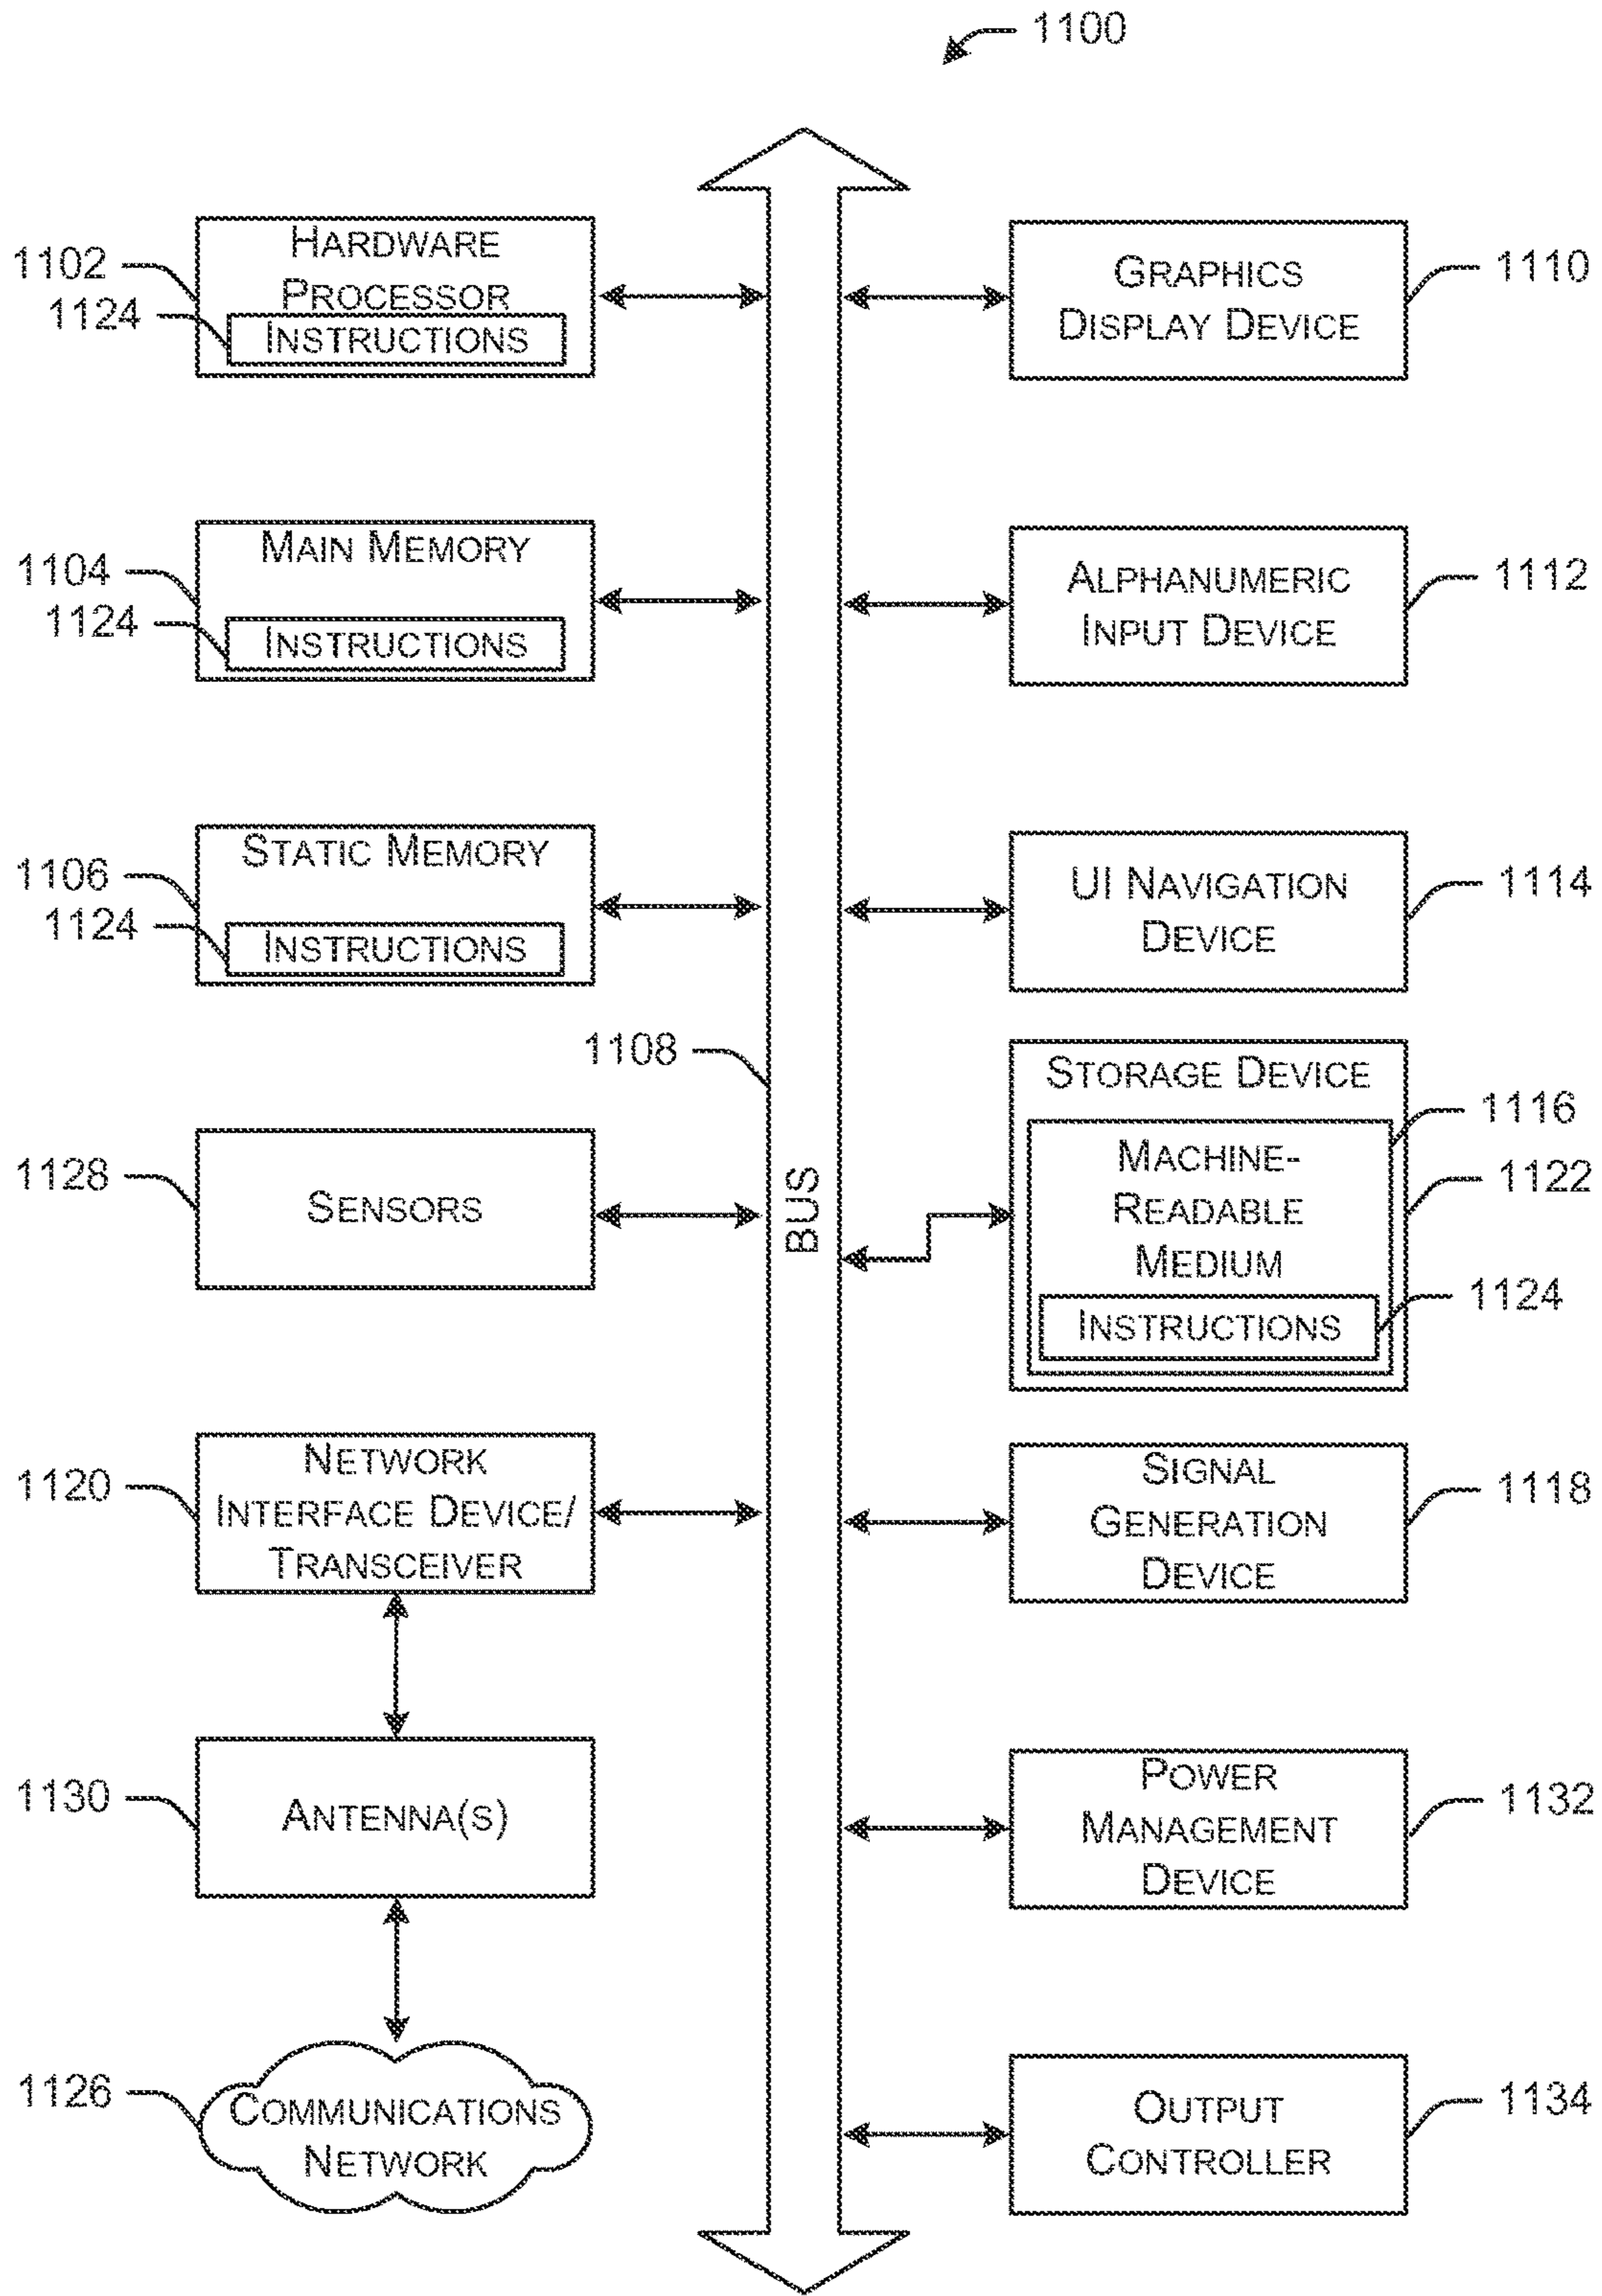 1100
HARDWARE
PROCESSOR
1102
1124
INSTRUCTIONS
MAIN MEMORY
1104
1124
INSTRUCTIONS
STATIC MEMORY
1106
1124
INSTRUCTIONS
1108
BUS
SENSORS
1128
NETWORK
INTERFACE DEVICE/
TRANSCEIVER
1120
ANTENNA(S)
1130
COMMUNICATIONS
NETWORK
1126
GRAPHICS
DISPLAY DEVICE
1110
ALPHANUMERIC
INPUT DEVICE
1112
UI NAVIGATION
DEVICE
1114
STORAGE DEVICE
1116
MACHINE-
READABLE
MEDIUM
1122
1124
INSTRUCTIONS
SIGNAL
GENERATION
DEVICE
1118
POWER
MANAGEMENT
DEVICE
1132
OUTPUT
CONTROLLER
1134